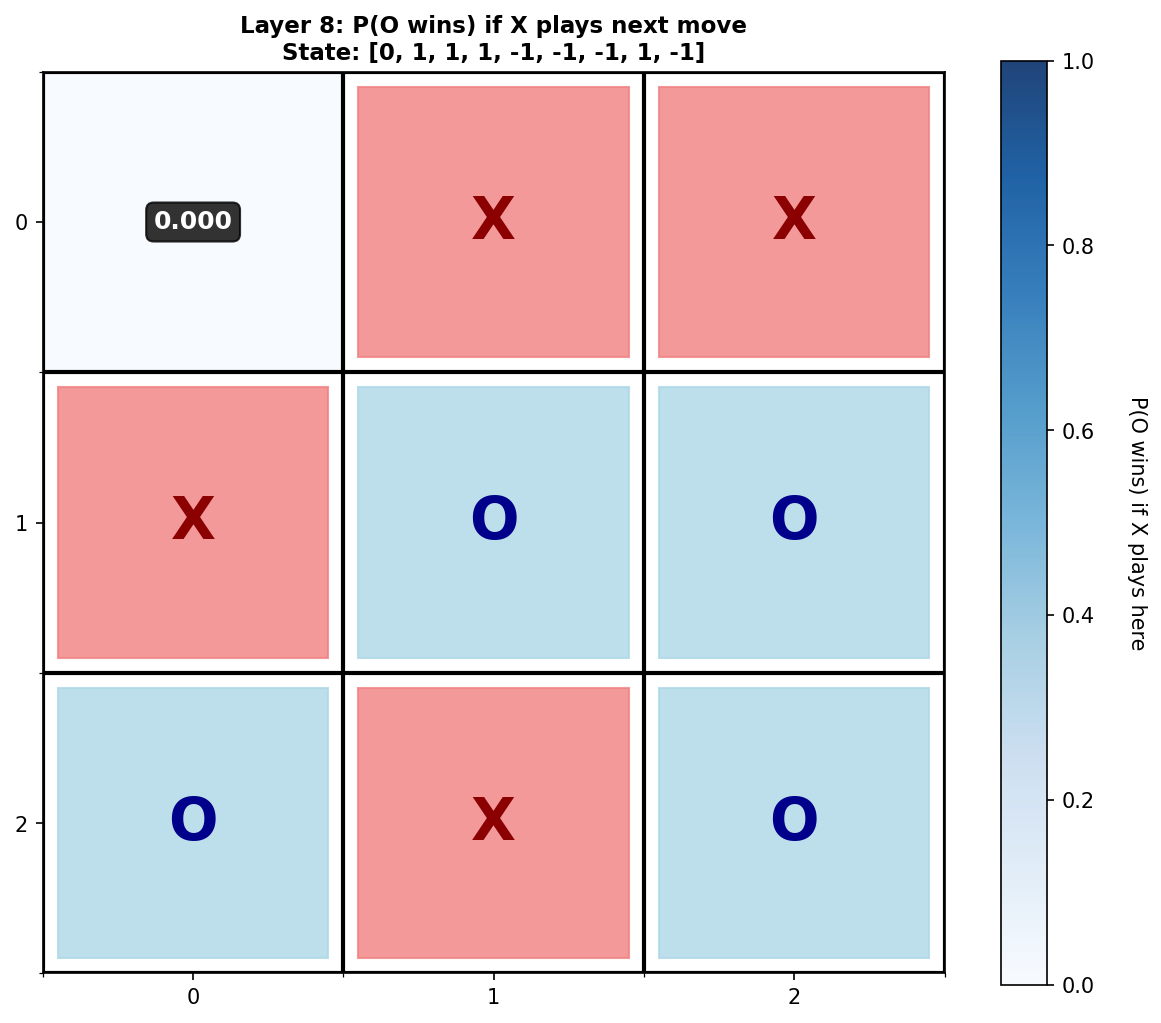 Layer 8: P(O wins) if X plays next move
State: [0, 1, 1, 1, -1, -1, -1, 1, -1]
0
0.000
X
X
1
X
O
O
2
O
X
O
0
1
2
1.0
0.8
0.6
0.4
0.2
0.0
P(O wins) if X plays here